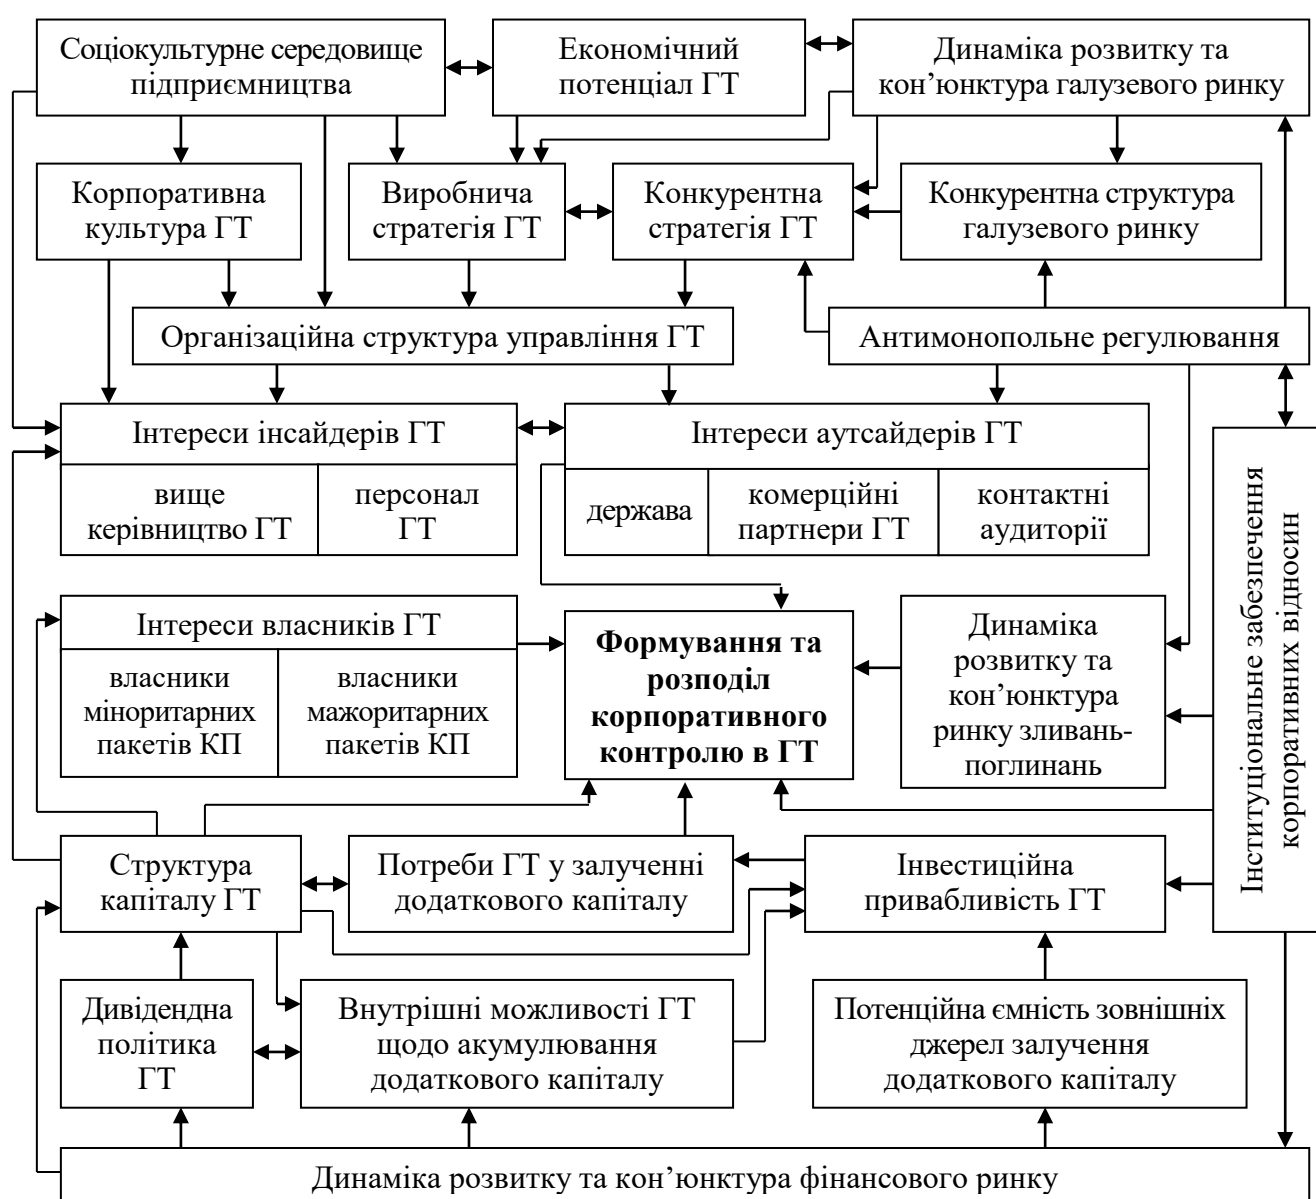 Соціокультурне середовище
підприємництва
Економічний
потенціал ГТ
Динаміка розвитку та
кон’юнктура галузевого ринку
Корпоративна
культура ГТ
Виробнича
стратегія ГТ
Конкурентна
стратегія ГТ
Конкурентна структура
галузевого ринку
Організаційна структура управління ГТ
Антимонопольне регулювання
Інтереси інсайдерів ГТ
вище
керівництво ГТ
персонал
ГТ
Інтереси аутсайдерів ГТ
держава
комерційні
партнери ГТ
контактні
аудиторії
Інституціональне забезпечення
корпоративних відносин
Інтереси власників ГТ
власники
міноритарних
пакетів КП
власники
мажоритарних
пакетів КП
Формування та
розподіл
корпоративного
контролю в ГТ
Динаміка
розвитку та
кон’юнктура
ринку зливань-
поглинань
Структура
капіталу ГТ
Потреби ГТ у залученні
додаткового капіталу
Інвестиційна
привабливість ГТ
Дивідендна
політика
ГТ
Внутрішні можливості ГТ
щодо акумулювання
додаткового капіталу
Потенційна ємність зовнішніх
джерел залучення
додаткового капіталу
Динаміка розвитку та кон’юнктура фінансового ринку